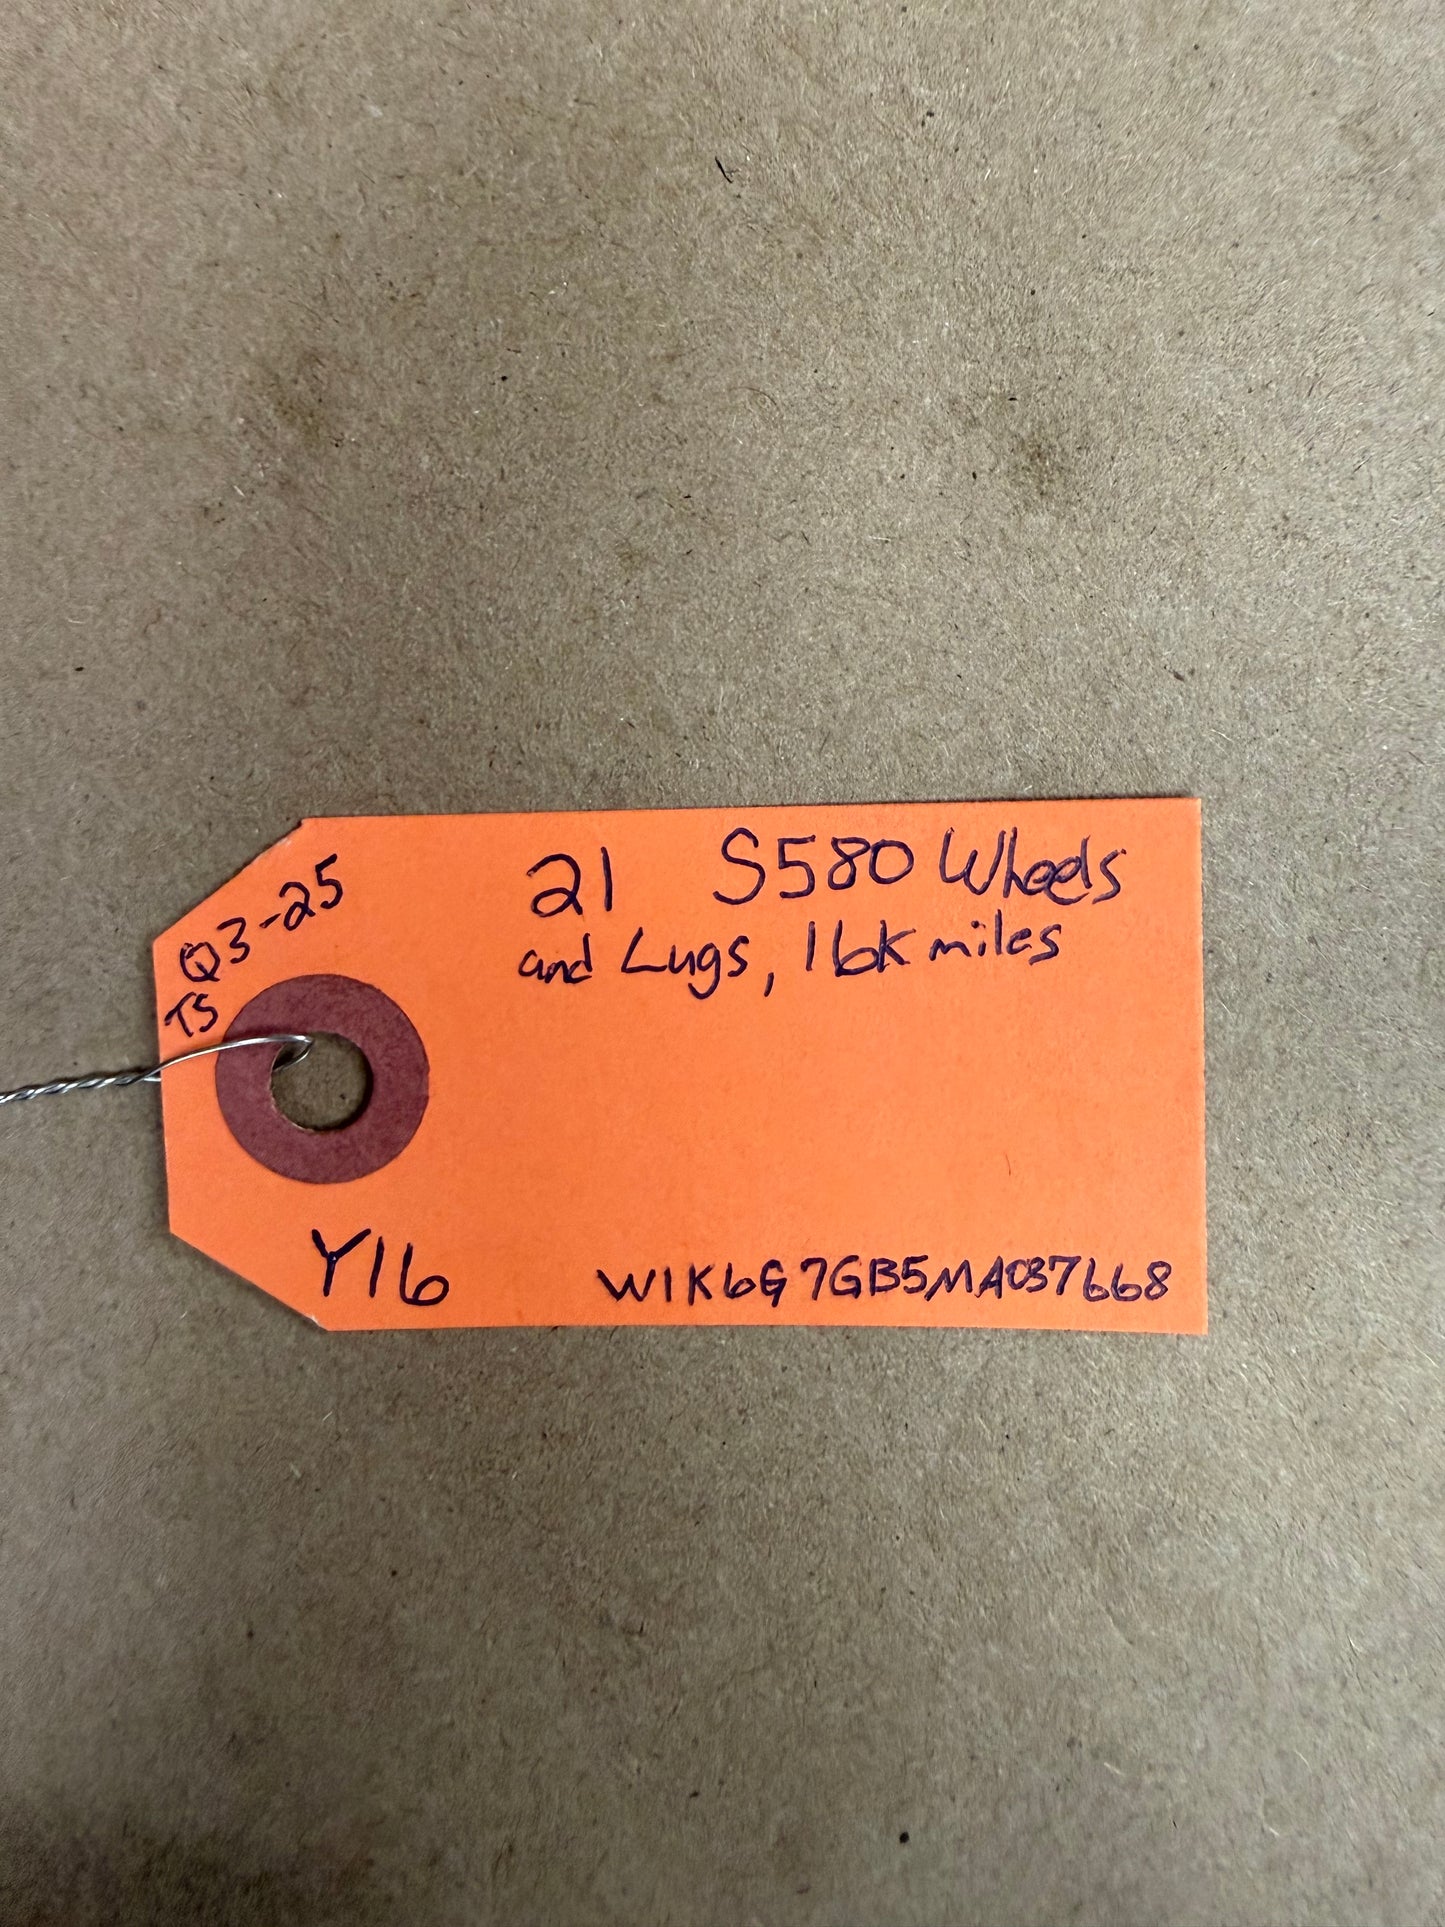 Q3-25
TS
21 S580 Wheels
and Lugs, 16K miles
Y16
W1K6G7GB5MA037668